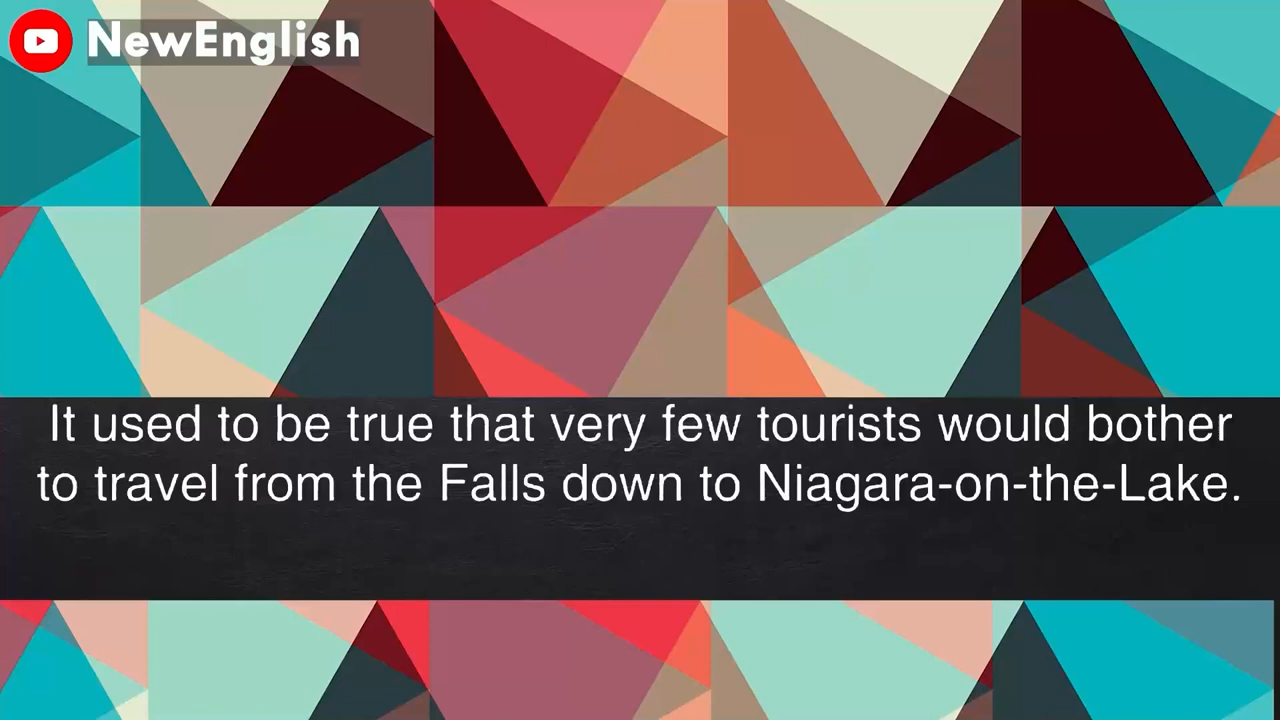 NewEnglish
It used to be true that very few tourists would bother
to travel from the Falls down to Niagara-on-the-Lake.